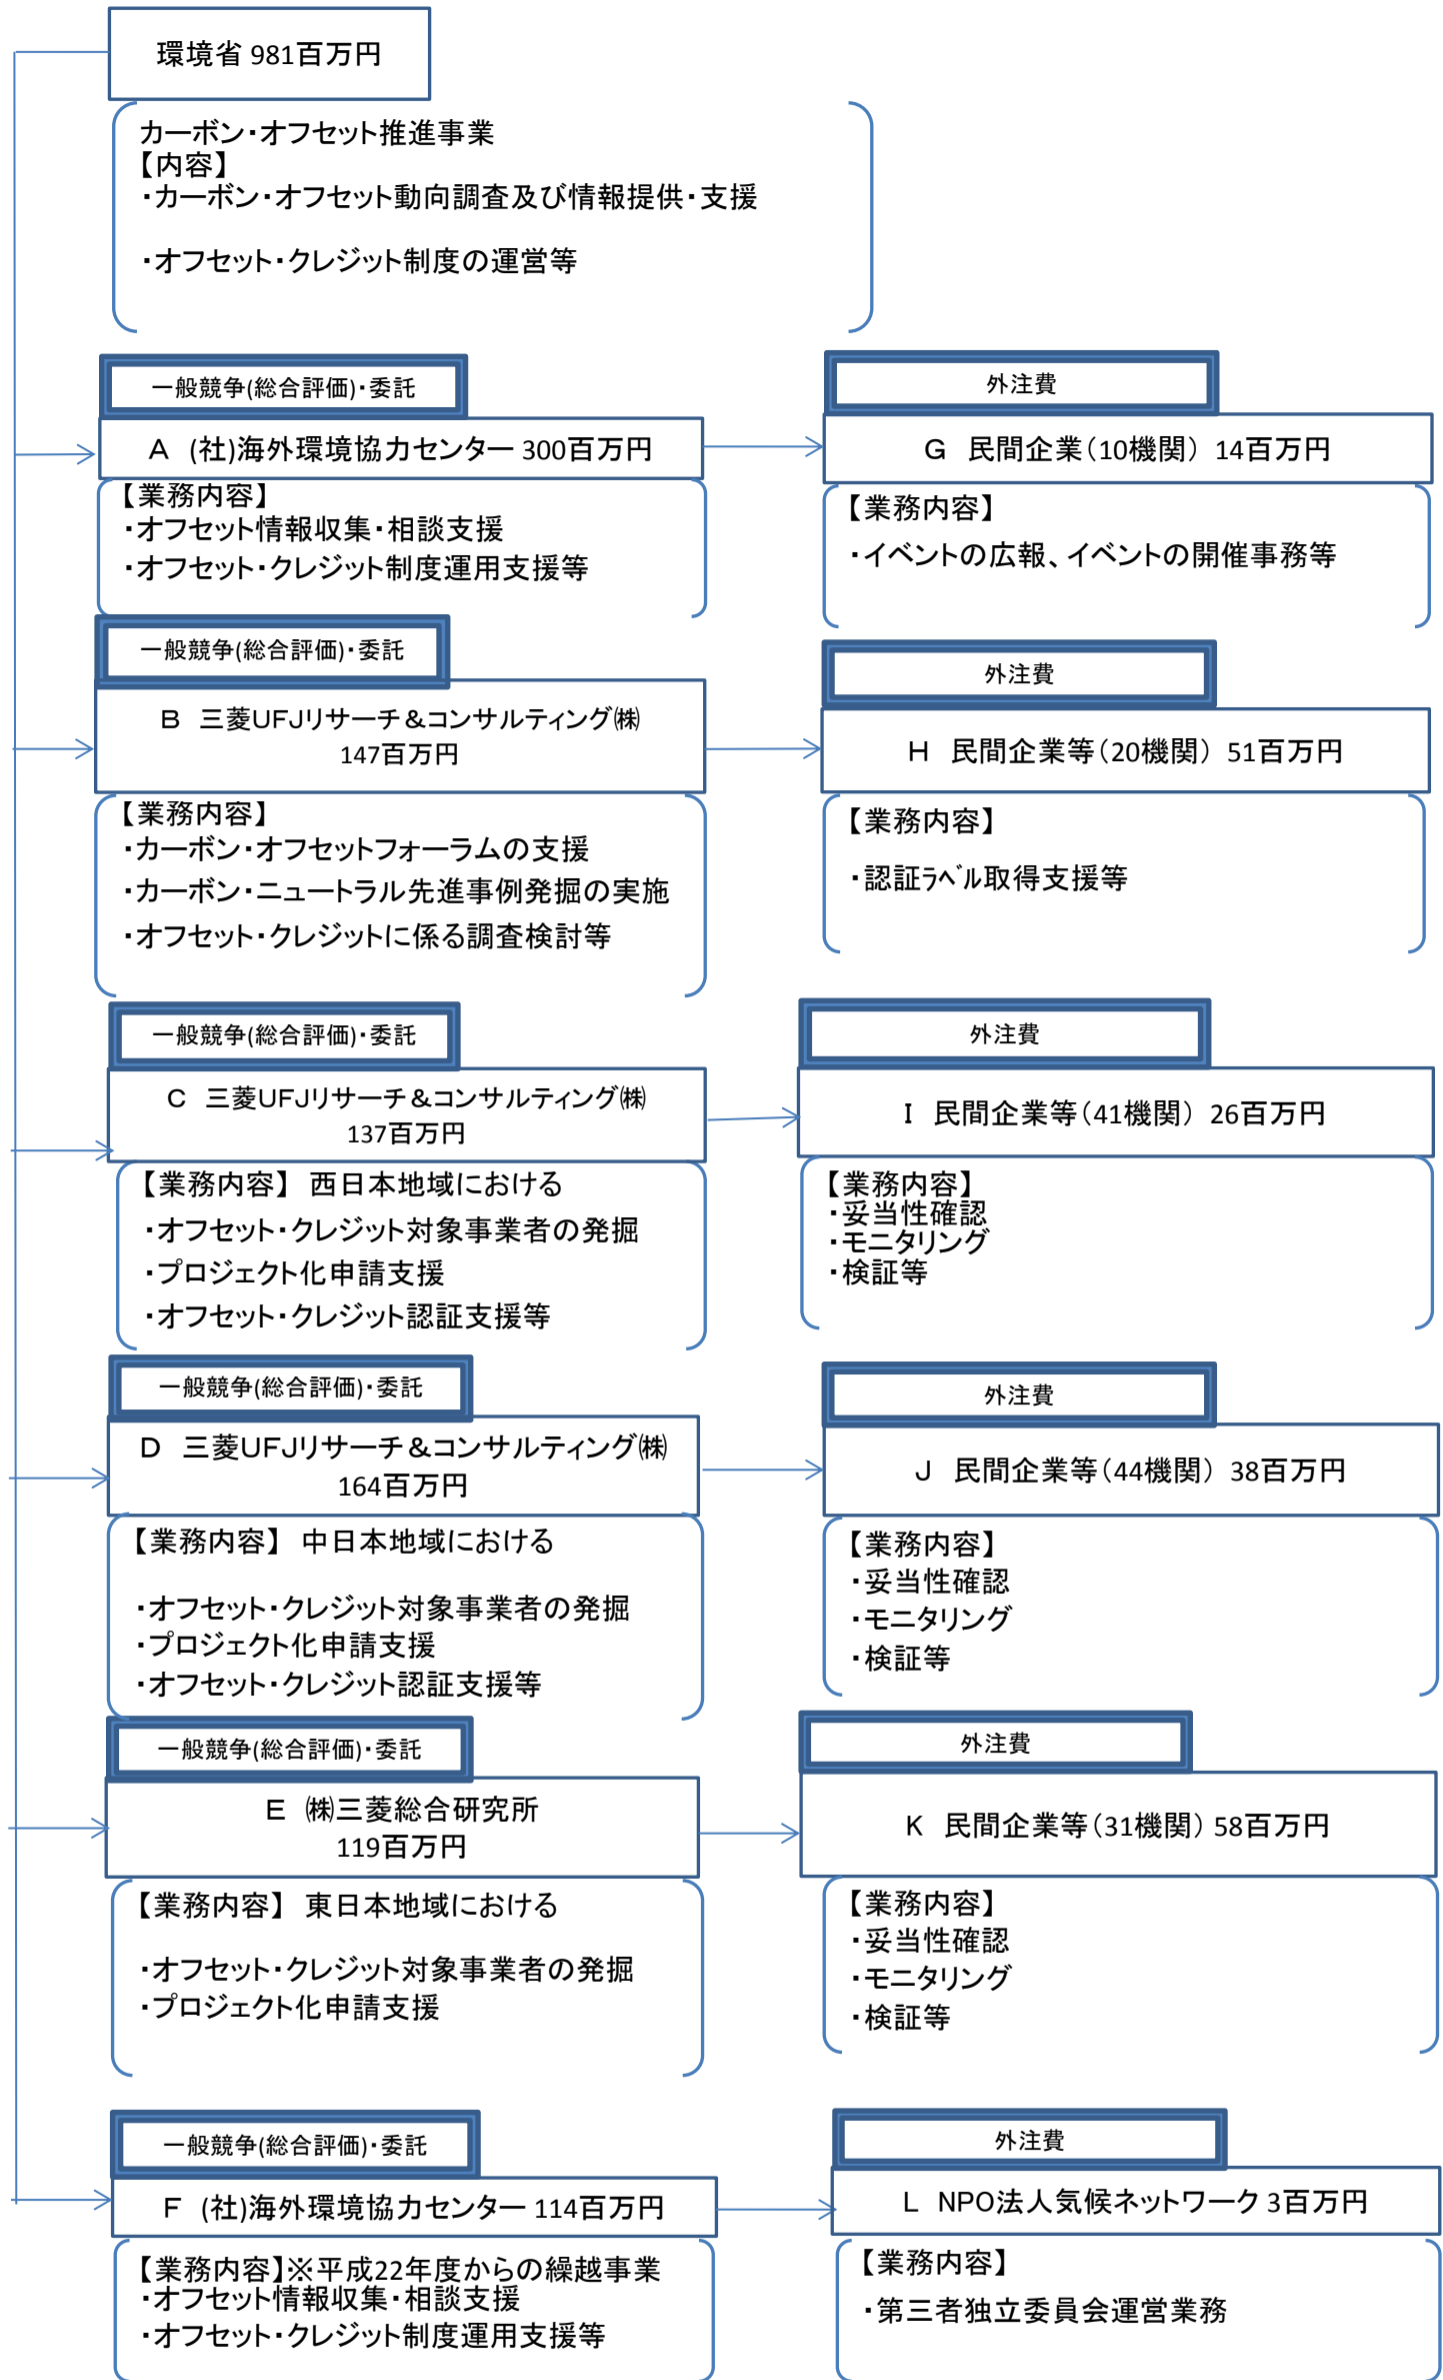 環境省 981百万円
カーボン・オフセット推進事業
【内容】
・カーボン・オフセット動向調査及び情報提供・支援
・オフセット・クレジット制度の運営等
一般競争(総合評価)・委託
A (社)海外環境協力センター 300百万円
【業務内容】
・オフセット情報収集・相談支援
・オフセット・クレジット制度運用支援等
外注費
G 民間企業(10機関) 14百万円
【業務内容】
・イベントの広報、イベントの開催事務等
一般競争(総合評価)・委託
B 三菱UFJリサーチ＆コンサルティング㈱
147百万円
【業務内容】
・カーボン・オフセットフォーラムの支援
・カーボン・ニュートラル先進事例発掘の実施
・オフセット・クレジットに係る調査検討等
外注費
H 民間企業等(20機関) 51百万円
【業務内容】
・認証ﾗﾍﾞﾙ取得支援等
一般競争(総合評価)・委託
C 三菱UFJリサーチ＆コンサルティング㈱
137百万円
【業務内容】 西日本地域における
・オフセット・クレジット対象事業者の発掘
・プロジェクト化申請支援
・オフセット・クレジット認証支援等
外注費
I 民間企業等(41機関) 26百万円
【業務内容】
・妥当性確認
・モニタリング
・検証等
一般競争(総合評価)・委託
D 三菱UFJリサーチ＆コンサルティング㈱
164百万円
【業務内容】 中日本地域における
・オフセット・クレジット対象事業者の発掘
・プロジェクト化申請支援
・オフセット・クレジット認証支援等
外注費
J 民間企業等(44機関) 38百万円
【業務内容】
・妥当性確認
・モニタリング
・検証等
一般競争(総合評価)・委託
E ㈱三菱総合研究所
119百万円
【業務内容】 東日本地域における
・オフセット・クレジット対象事業者の発掘
・プロジェクト化申請支援
外注費
K 民間企業等(31機関) 58百万円
【業務内容】
・妥当性確認
・モニタリング
・検証等
一般競争(総合評価)・委託
F (社)海外環境協力センター 114百万円
【業務内容】※平成22年度からの繰越事業
・オフセット情報収集・相談支援
・オフセット・クレジット制度運用支援等
外注費
L NPO法人気候ネットワーク 3百万円
【業務内容】
・第三者独立委員会運営業務